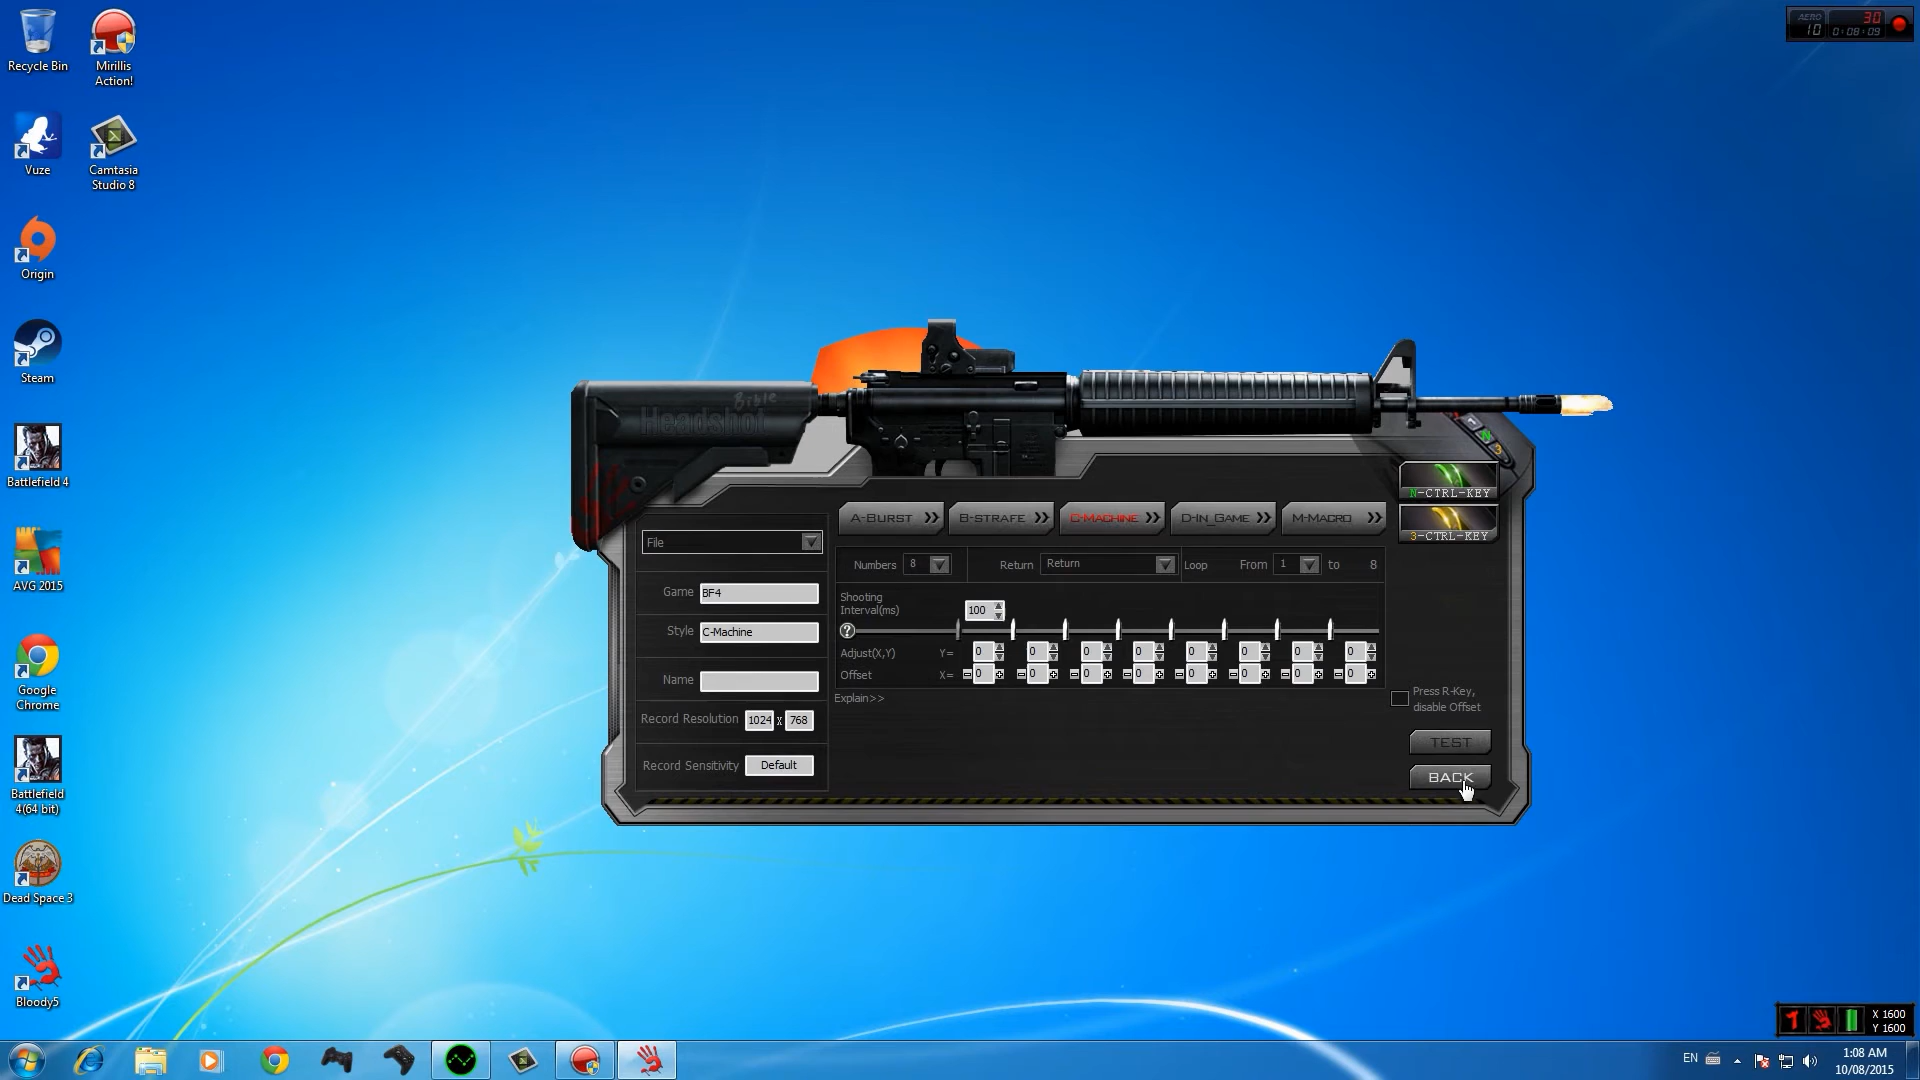 Recycle Bin
Mirillis
Action!
Vuze
Camtasia
Studio 8
Origin
Steam
Battlefield 4
AVG 2015
Google
Chrome
Battlefield
4(64 bit)
Dead Space 3
Bloody5
AERO
10
30
0:08:09
Bible
Headshot
1
N
3
N-CTRL-KEY
3-CTRL-KEY
A-BURST >>
B-STRAFE >>
C-MACHINE >>
D-IN_GAME >>
M-MACRO >>
File
Game BF4
Style C-Machine
Name
Record Resolution 1024 X 768
Record Sensitivity Default
Numbers 8
Return Return
Loop From 1 to 8
Shooting
Interval(ms)
100
?
Adjust(X,Y) Y= 0 0 0 0 0 0 0 0
Offset X= 0 0 0 0 0 0 0 0
Explain>>
Press R-Key,
disable Offset
TEST
BACK
X 1600
Y 1600
EN
1:08 AM
10/08/2015